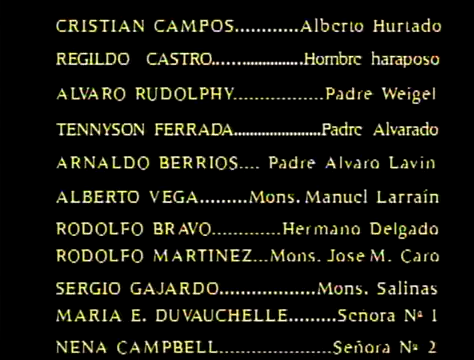 CRISTIAN CAMPOS............Alberto Hurtado
REGILDO CASTRO.....................Hombre haraposo
ALVARO RUDOLPHY...............Padre Weigel
TENNYSON FERRADA.......................Padre Alvarado
ARNALDO BERRIOS.... Padre Alvaro Lavin
ALBERTO VEGA.........Mons. Manuel Larraín
RODOLFO BRAVO.............Hermano Delgado
RODOLFO MARTINEZ...Mons. Jose M. Caro
SERGIO GAJARDO.................Mons. Salinas
MARIA E. DUVAUCHELLE.........Señora Nº 1
NENA CAMPBELL....................Señora Nº 2